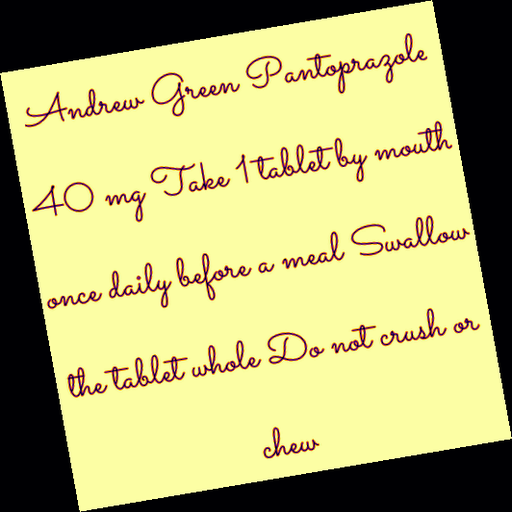 Andrew Green Pantoprazole
40 mg Take 1 tablet by mouth
once daily before a meal Swallow
the tablet whole Do not crush or
chew